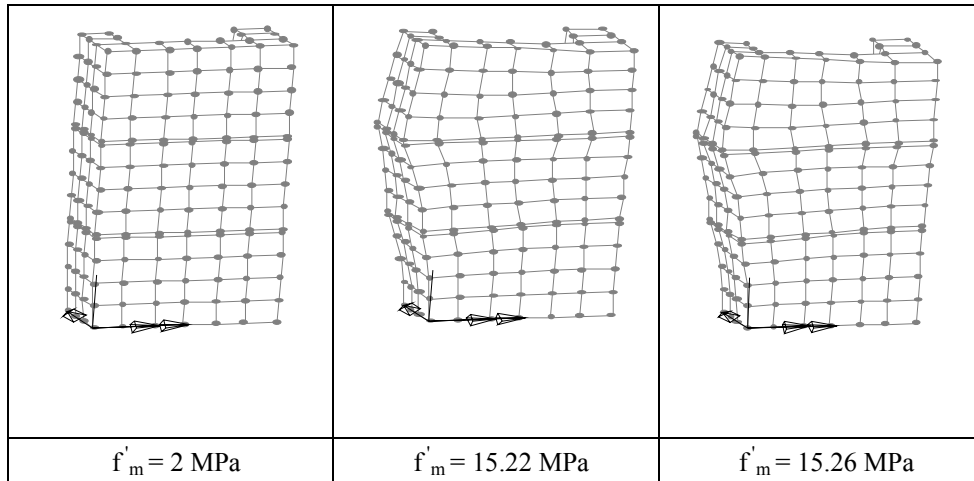 f'm = 2 MPa
f'm = 15.22 MPa
f'm = 15.26 MPa